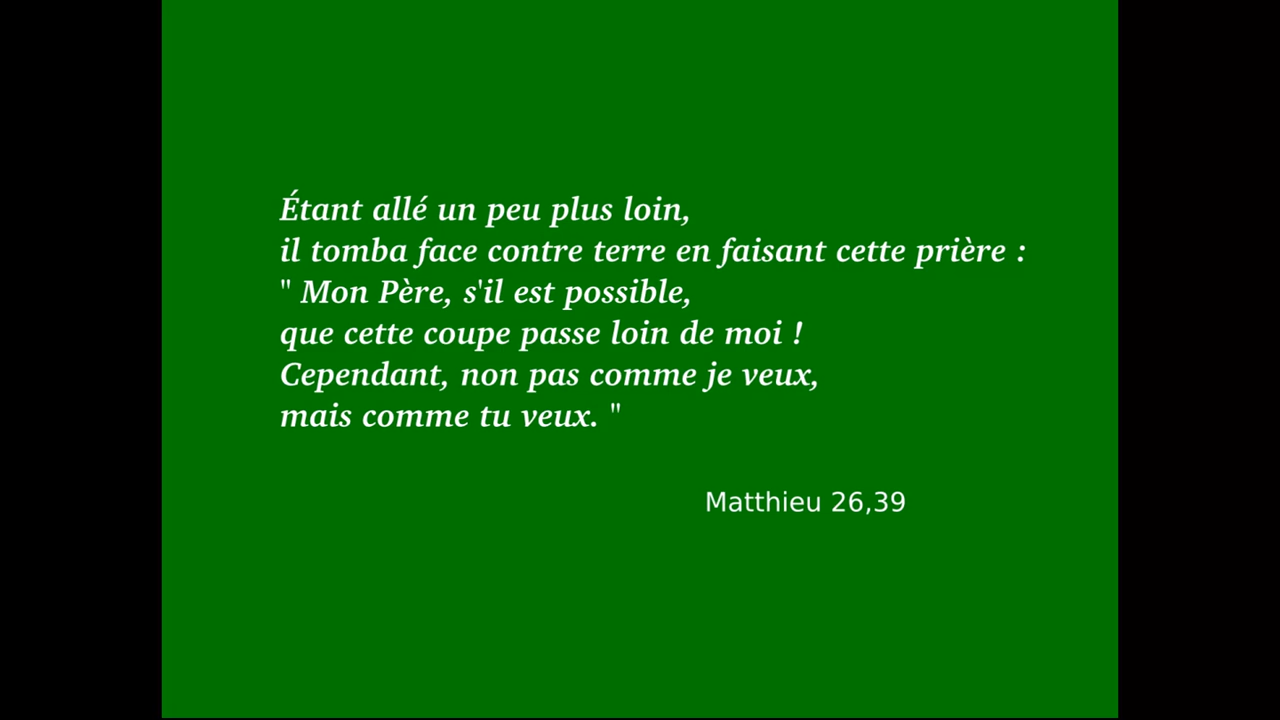 Étant allé un peu plus loin,
il tomba face contre terre en faisant cette prière :
" Mon Père, s'il est possible,
que cette coupe passe loin de moi !
Cependant, non pas comme je veux,
mais comme tu veux. "
Matthieu 26,39